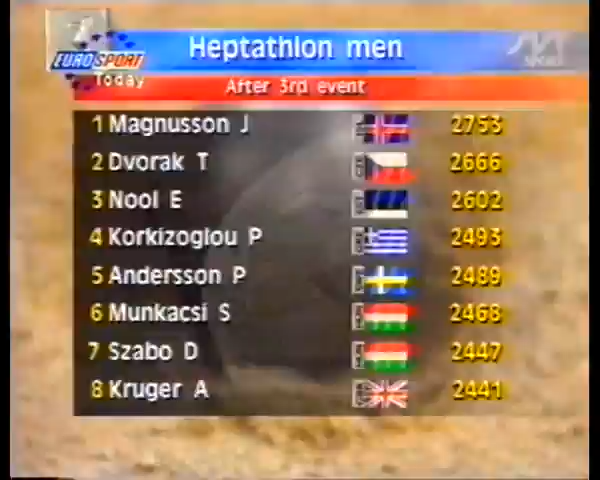 Heptathlon men
EUROSPORT
Today
After 3rd event
1 Magnusson J 2753
2 Dvorak T 2666
3 Nool E 2602
4 Korkizoglou P 2493
5 Andersson P 2489
6 Munkacsi S 2468
7 Szabo D 2447
8 Kruger A 2441